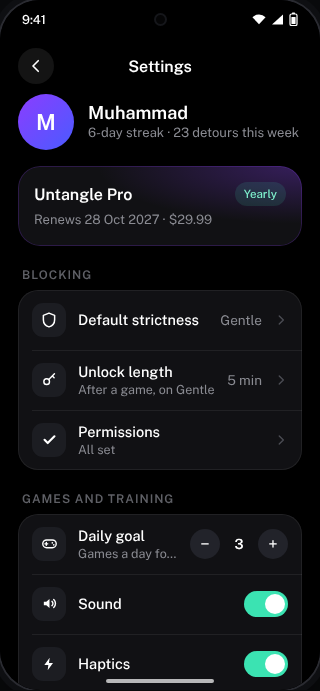 9:41
Settings
M
Muhammad
6-day streak · 23 detours this week
Untangle Pro
Yearly
Renews 28 Oct 2027 · $29.99
BLOCKING
Default strictness
Gentle
Unlock length
After a game, on Gentle
5 min
Permissions
All set
GAMES AND TRAINING
Daily goal
Games a day fo...
− 3 +
Sound
Haptics